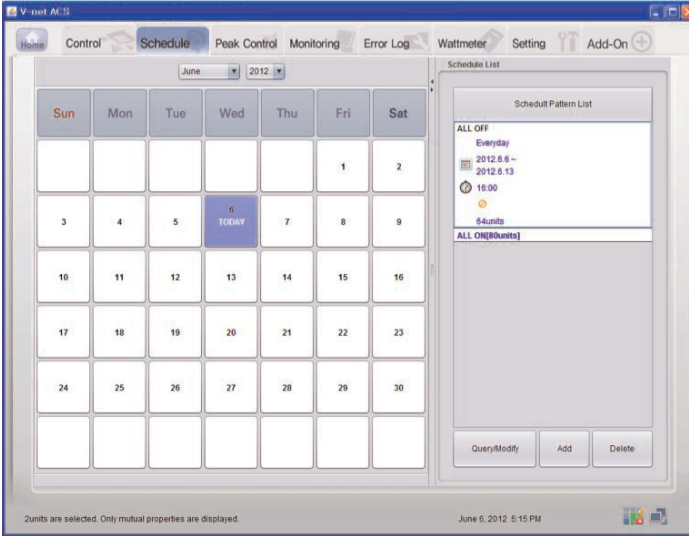 V-net ACS
Home Control Schedule Peak Control Monitoring Error Log Wattmeter Setting Add-On
June 2012
Sun Mon Tue Wed Thu Fri Sat
1 2
3 4 5 6 TODAY 7 8 9
10 11 12 13 14 15 16
17 18 19 20 21 22 23
24 25 26 27 28 29 30
Schedule List
Schedult Pattern List
ALL OFF
Everyday
2012.6.6 ~
2012.6.13
16:00
64units
ALL ON[80units]
Query/Modify Add Delete
2units are selected. Only mutual properties are displayed.
June 6, 2012 5:15 PM